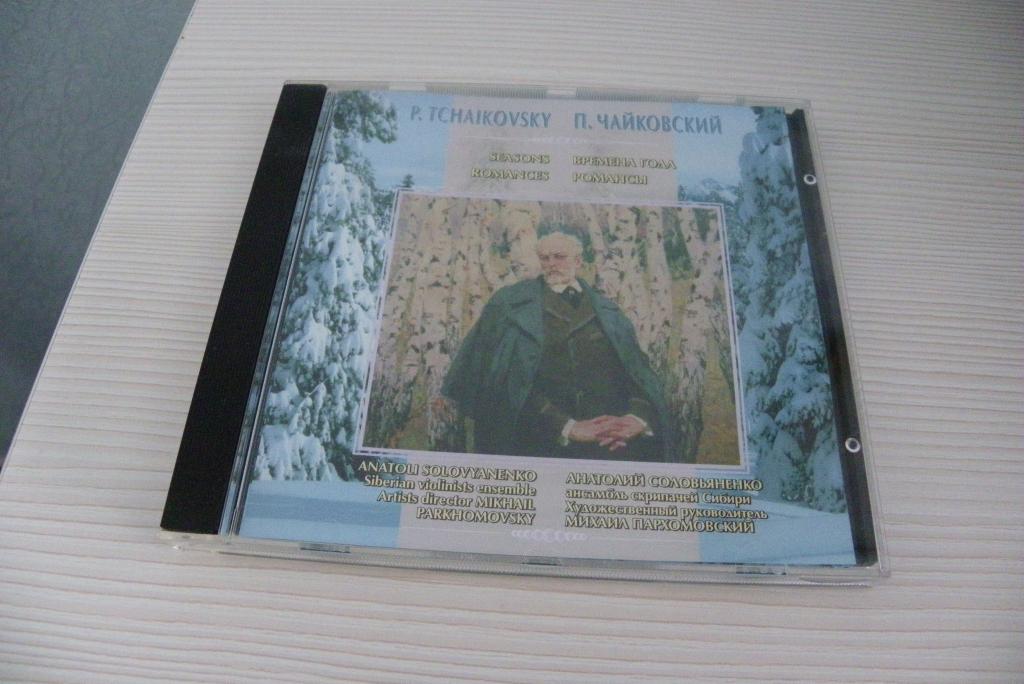 P. TCHAIKOVSKY П. ЧАЙКОВСКИЙ
SEASONS ВРЕМЕНА ГОДА
ROMANCES РОМАНСЫ
ANATOLI SOLOVYANENKO
Siberian violinists ensemble
Artists director MIKHAIL
PARKHOMOVSKY
АНАТОЛИЙ СОЛОВЬЯНЕНКО
ансамбль скрипачей Сибири
Художественный руководитель
МИХАИЛ ПАРХОМОВСКИЙ